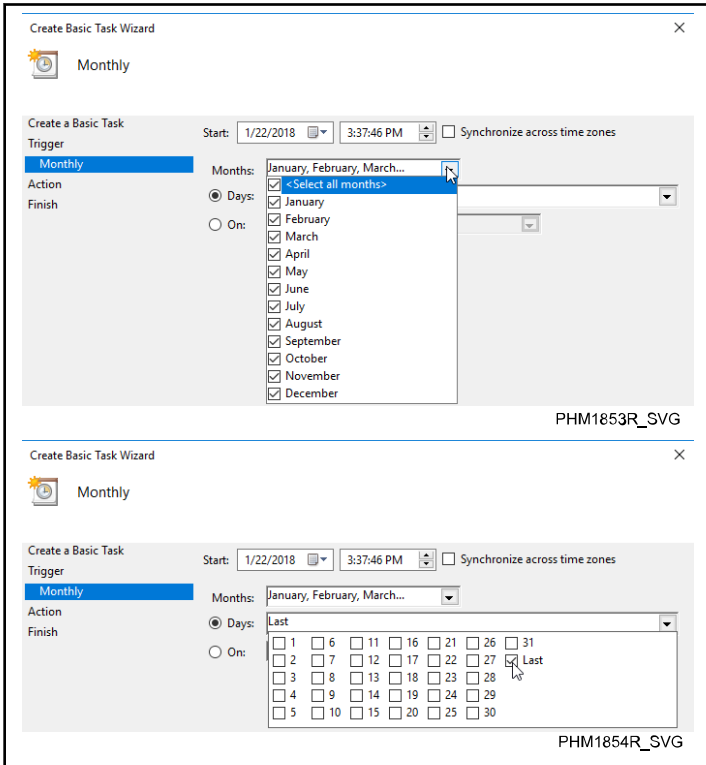 Create Basic Task Wizard
Monthly
Create a Basic Task
Trigger
Monthly
Action
Finish
Start: 1/22/2018 3:37:46 PM Synchronize across time zones
Months: January, February, March...
<Select all months>
Days:
January
On:
February
March
April
May
June
July
August
September
October
November
December
PHM1853R_SVG
Create Basic Task Wizard
Monthly
Create a Basic Task
Trigger
Monthly
Action
Finish
Start: 1/22/2018 3:37:46 PM Synchronize across time zones
Months: January, February, March...
Days: Last
On:
1 6 11 16 21 26 31
2 7 12 17 22 27 Last
3 8 13 18 23 28
4 9 14 19 24 29
5 10 15 20 25 30
PHM1854R_SVG